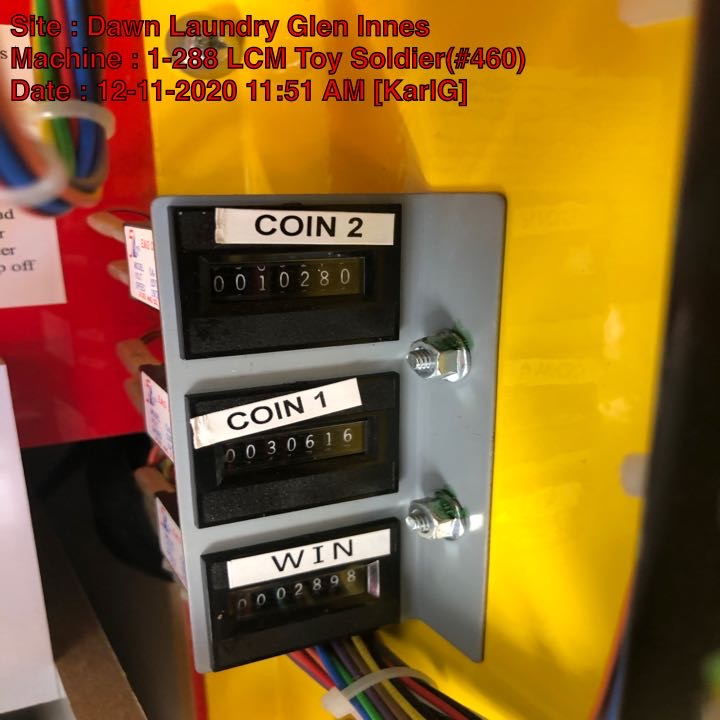 Site : Dawn Laundry Glen Innes
Machine : 1-288 LCM Toy Soldier(#460)
Date : 12-11-2020 11:51 AM [KarlG]
COIN 2
0010280
COIN 1
0030616
WIN
0002898
p off